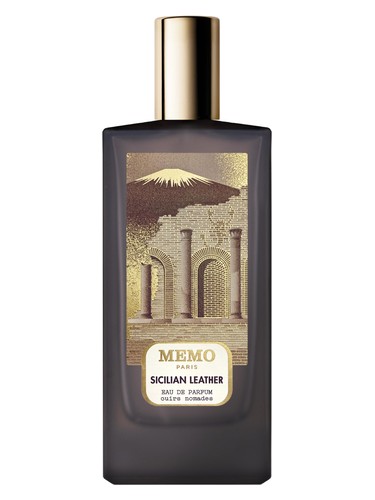 MEMO
PARIS
SICILIAN LEATHER
EAU DE PARFUM
cuirs nomades